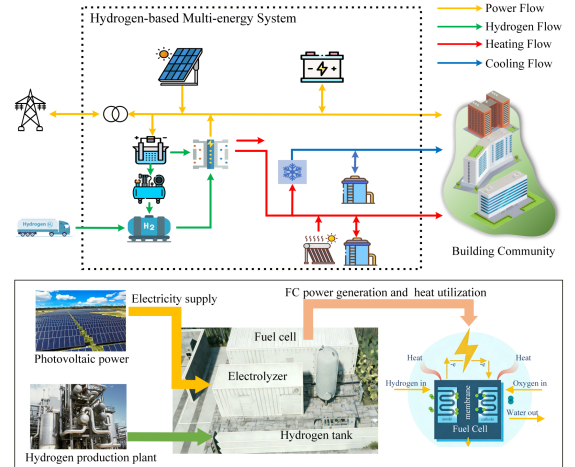 Hydrogen-based Multi-energy System
Power Flow
Hydrogen Flow
Heating Flow
Cooling Flow
Hydrogen
H2
Building Community
Electricity supply
FC power generation and heat utilization
Photovoltaic power
Fuel cell
Electrolyzer
Hydrogen tank
Hydrogen production plant
Heat
Heat
Hydrogen in
Oxygen in
membrane
Water out
Fuel Cell